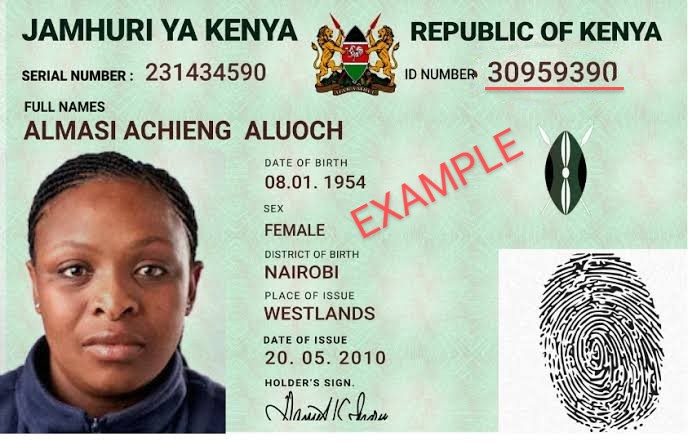 JAMHURI YA KENYA
REPUBLIC OF KENYA
SERIAL NUMBER : 231434590
ID NUMBER 30959390
FULL NAMES
ALMASI ACHIENG ALUOCH
EXAMPLE
DATE OF BIRTH
08.01. 1954
SEX
FEMALE
DISTRICT OF BIRTH
NAIROBI
PLACE OF ISSUE
WESTLANDS
DATE OF ISSUE
20. 05. 2010
HOLDER'S SIGN.